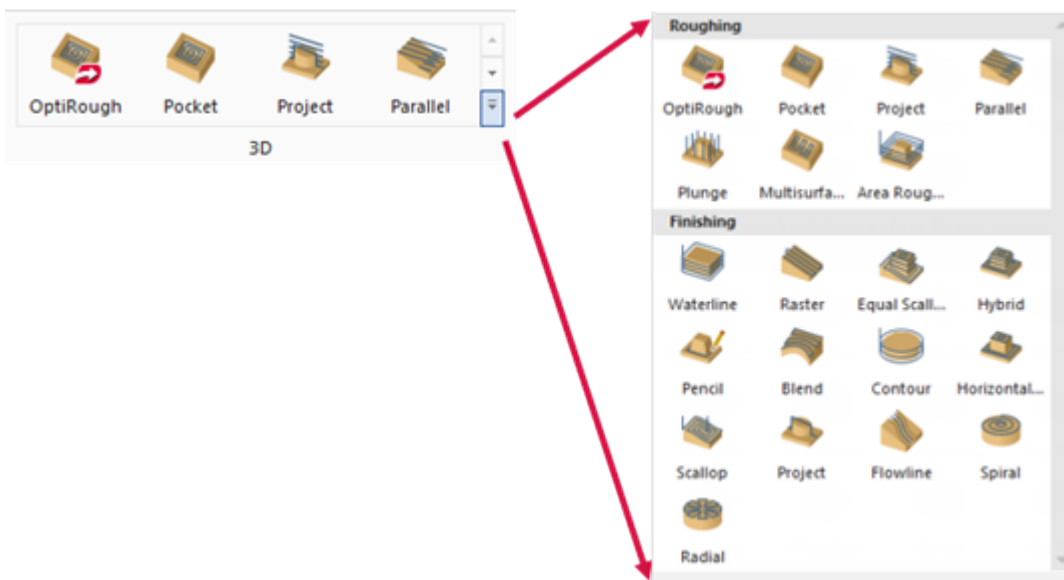 OptiRough Pocket Project Parallel
3D
Roughing
OptiRough Pocket Project Parallel
Plunge Multisurfa... Area Roug...
Finishing
Waterline Raster Equal Scall... Hybrid
Pencil Blend Contour Horizontal...
Scallop Project Flowline Spiral
Radial